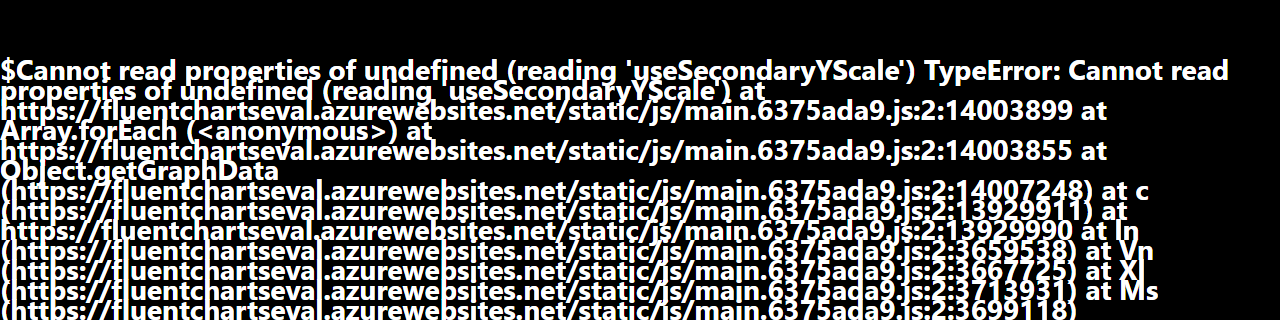 $Cannot read properties of undefined (reading 'useSecondaryYScale') TypeError: Cannot read
properties of undefined (reading 'useSecondaryYScale') at
https://fluentchartseval.azurewebsites.net/static/js/main.6375ada9.js:2:14003899 at
Array.forEach (<anonymous>) at
https://fluentchartseval.azurewebsites.net/static/js/main.6375ada9.js:2:14003855 at
Object.getGraphData
(https://fluentchartseval.azurewebsites.net/static/js/main.6375ada9.js:2:14007248) at c
(https://fluentchartseval.azurewebsites.net/static/js/main.6375ada9.js:2:13929911) at
https://fluentchartseval.azurewebsites.net/static/js/main.6375ada9.js:2:13929990 at ln
(https://fluentchartseval.azurewebsites.net/static/js/main.6375ada9.js:2:3659538) at Vn
(https://fluentchartseval.azurewebsites.net/static/js/main.6375ada9.js:2:3667725) at Xl
(https://fluentchartseval.azurewebsites.net/static/js/main.6375ada9.js:2:3713931) at Ms
(https://fluentchartseval.azurewebsites.net/static/js/main.6375ada9.js:2:3699118)